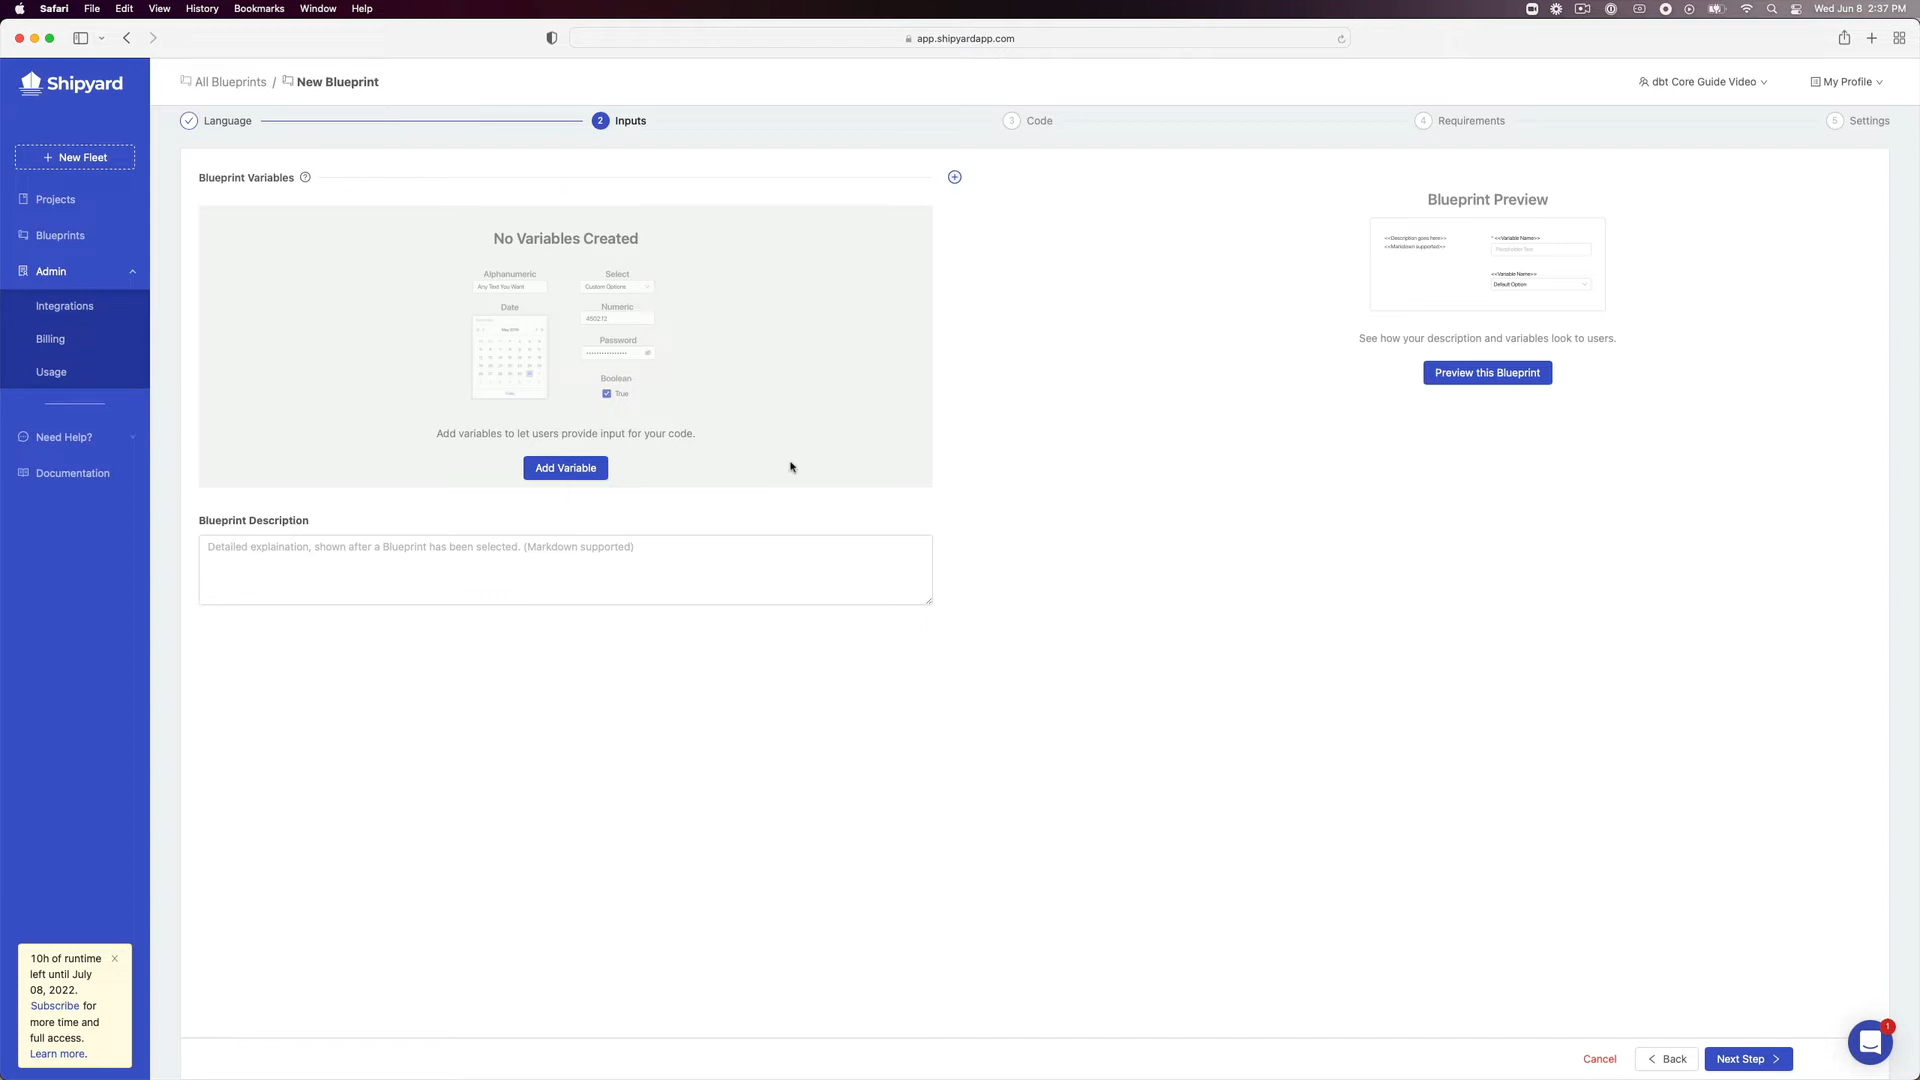 Safari File Edit View History Bookmarks Window Help
Wed Jun 8 2:37 PM
app.shipyardapp.com
Shipyard
All Blueprints / New Blueprint
dbt Core Guide Video
My Profile
Language
2 Inputs
3 Code
4 Requirements
5 Settings
+ New Fleet
Projects
Blueprints
Admin
Integrations
Billing
Usage
Need Help?
Documentation
Blueprint Variables
No Variables Created
Alphanumeric
Any Text You Want
Date
May 2019
Today
Select
Custom Options
Numeric
4502.12
Password
Boolean
True
Add variables to let users provide input for your code.
Add Variable
Blueprint Description
Detailed explaination, shown after a Blueprint has been selected. (Markdown supported)
Blueprint Preview
<<Description goes here>>
<<Markdown supported>>
* <<Variable Name>>
Placeholder Text
<<Variable Name>>
Default Option
See how your description and variables look to users.
Preview this Blueprint
10h of runtime
left until July
08, 2022.
Subscribe for
more time and
full access.
Learn more.
Cancel
< Back
Next Step >
1